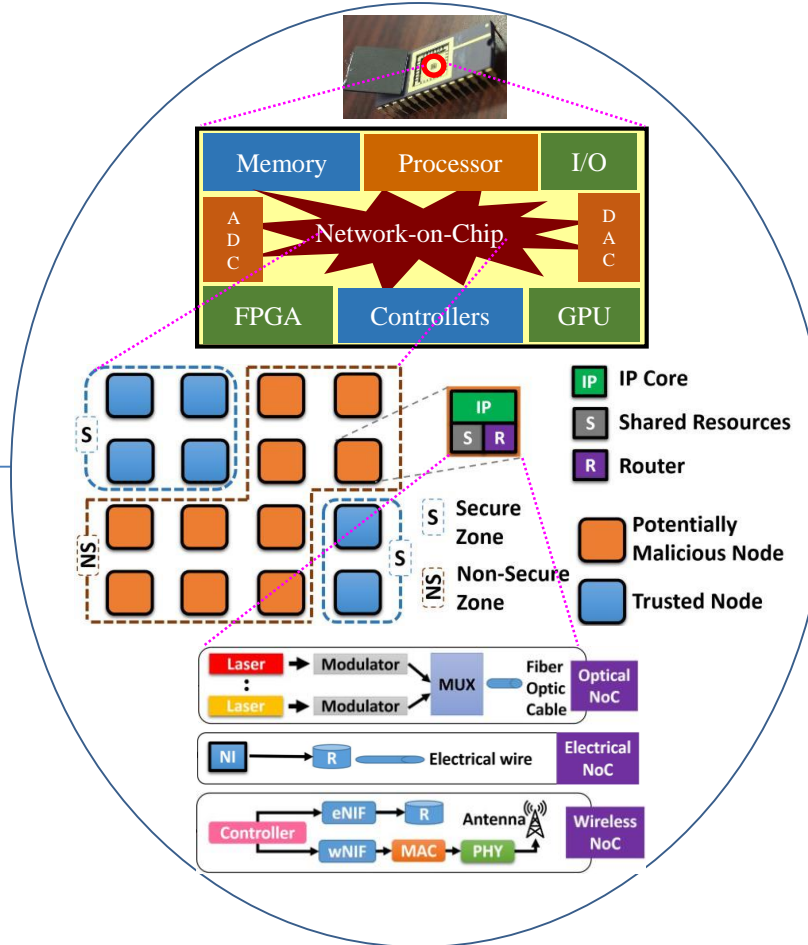 Memory
Processor
I/O
A
D
C
Network-on-Chip
D
A
C
FPGA
Controllers
GPU
S
NS
S
IP
S R
IP IP Core
S Shared Resources
R Router
S Secure
Zone
NS Non-Secure
Zone
Potentially
Malicious Node
Trusted Node
Laser
Modulator
:
Laser
Modulator
MUX
Fiber
Optic
Cable
Optical
NoC
NI
R
Electrical wire
Electrical
NoC
Controller
eNIF
R
wNIF
MAC
PHY
Antenna
Wireless
NoC